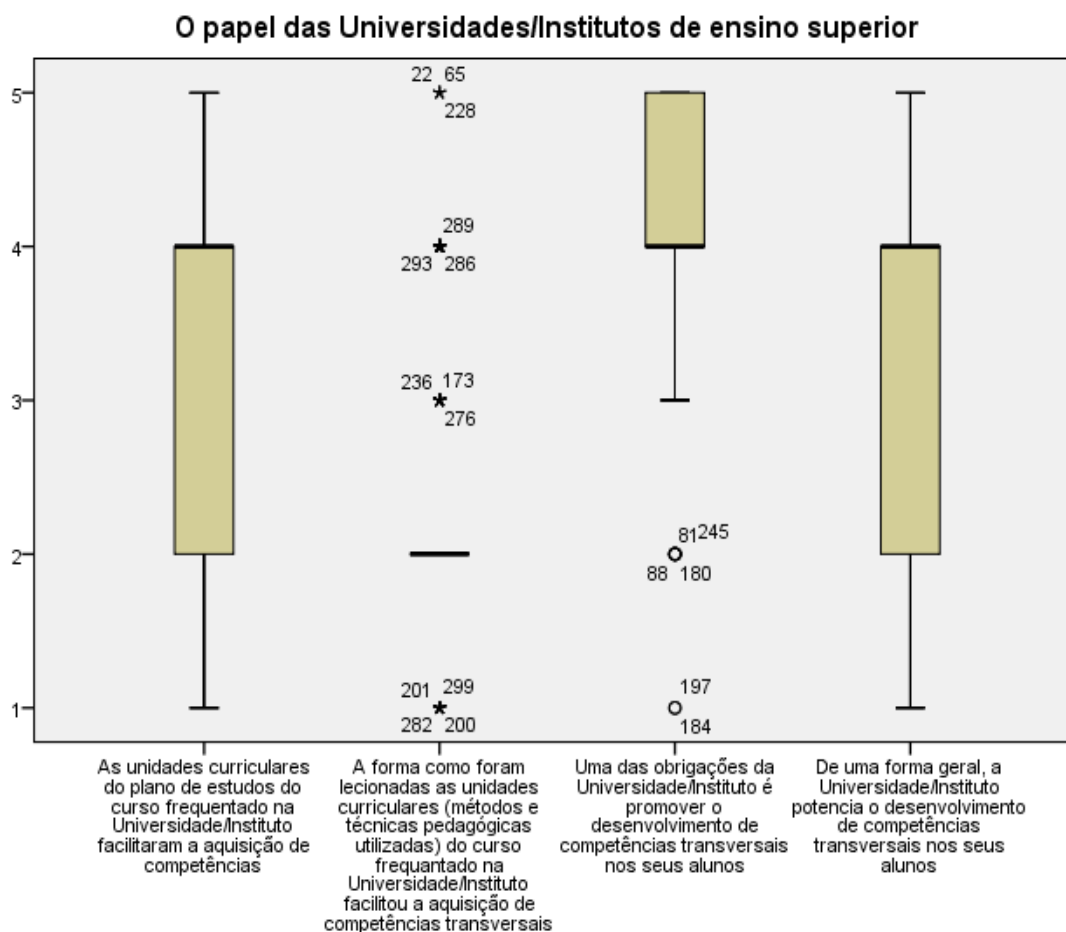 O papel das Universidades/Institutos de ensino superior
5
4
3
2
1
22 65
228
289
293 286
236 173
276
201 299
282 200
81 245
88 180
197
184
As unidades curriculares
do plano de estudos do
curso frequentado na
Universidade/Instituto
facilitaram a aquisição de
competências
A forma como foram
lecionadas as unidades
curriculares (métodos e
técnicas pedagógicas
utilizadas) do curso
frequantado na
Universidade/Instituto
facilitou a aquisição de
competências transversais
Uma das obrigações da
Universidade/Instituto é
promover o
desenvolvimento de
competências transversais
nos seus alunos
De uma forma geral, a
Universidade/Instituto
potencia o desenvolvimento
de competências
transversais nos seus
alunos